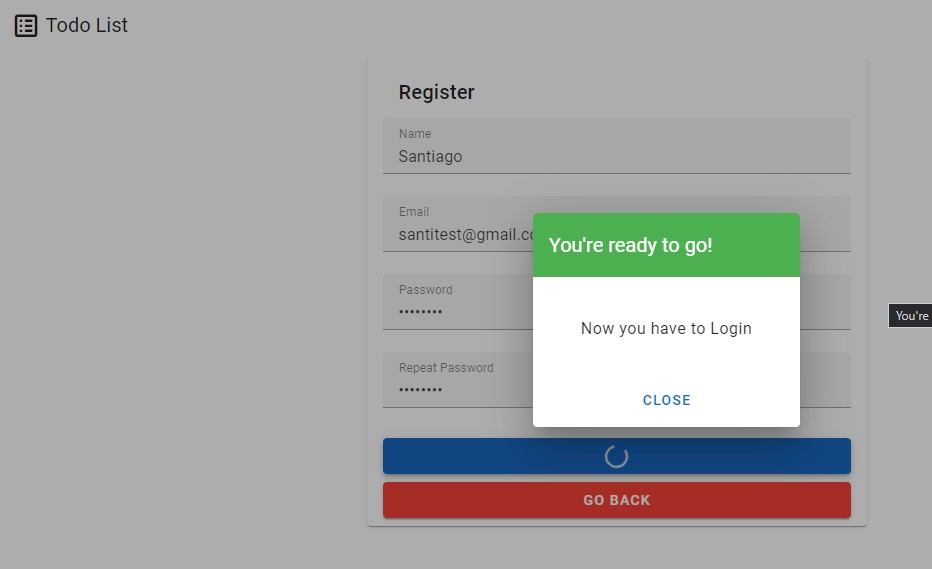 Todo List
Register
Name
Santiago
Email
santitest@gmail.co
You're ready to go!
Password
••••••••
You're
Now you have to Login
Repeat Password
••••••••
CLOSE
GO BACK